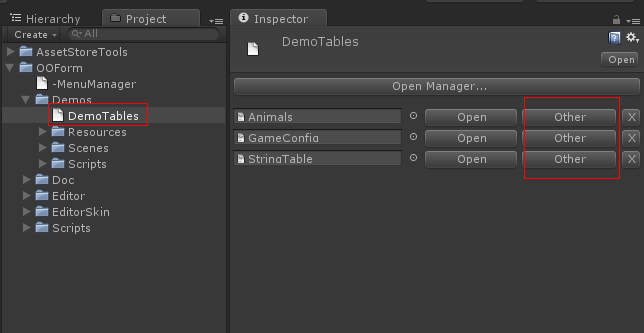 Hierarchy
Project
Create
All
AssetStoreTools
OOForm
-MenuManager
Demos
DemoTables
Resources
Scenes
Scripts
Doc
Editor
EditorSkin
Scripts
Inspector
DemoTables
Open
Open Manager...
Animals Open Other X
GameConfig Open Other X
StringTable Open Other X